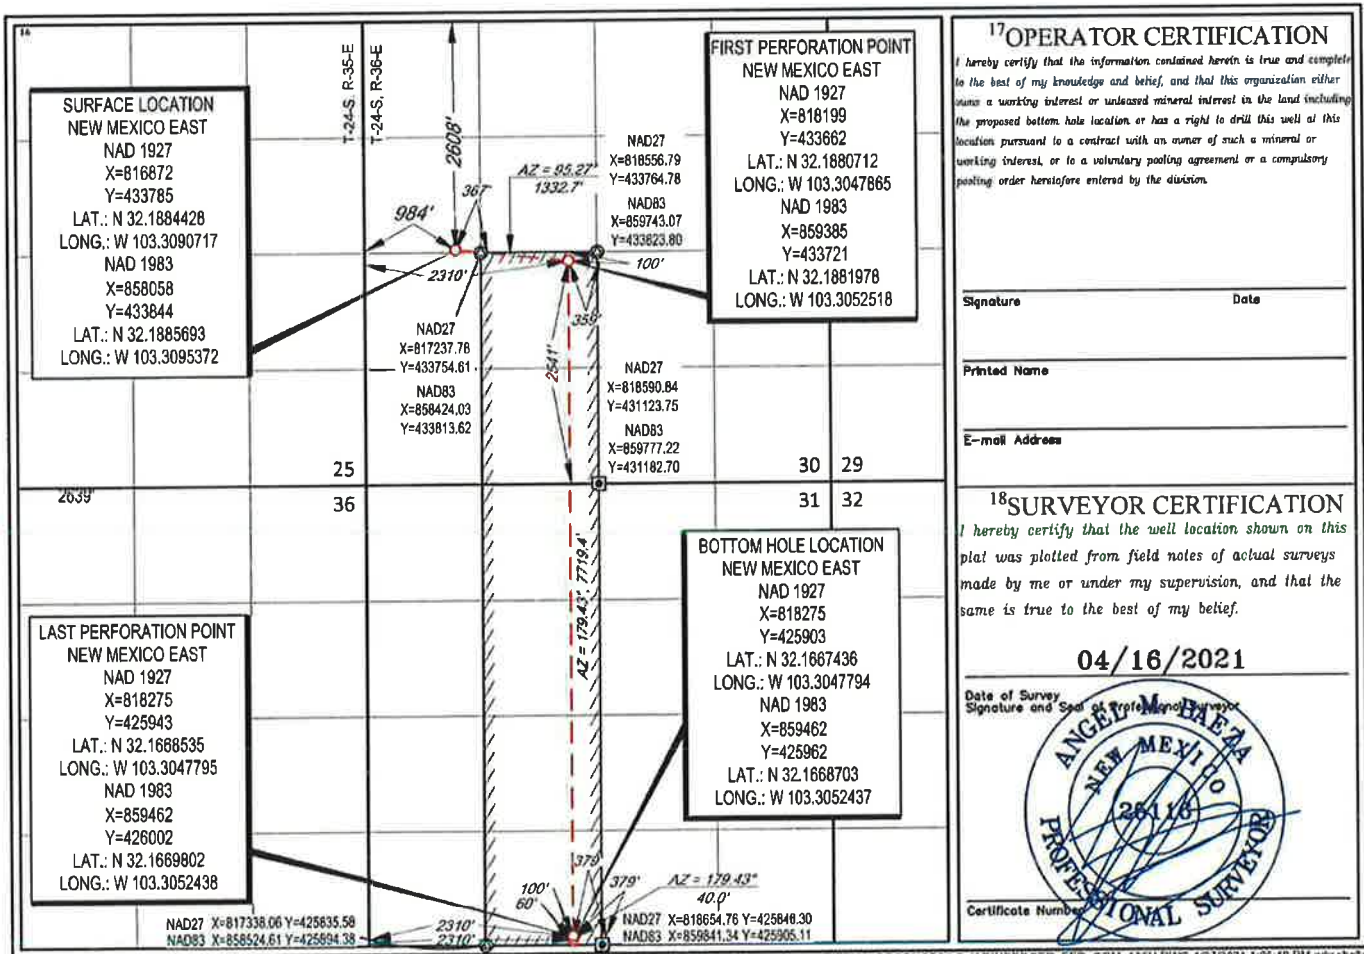 16
T-24-S, R-35-E
T-24-S, R-36-E
SURFACE LOCATION
NEW MEXICO EAST
NAD 1927
X=816872
Y=433785
LAT.: N 32.1884428
LONG.: W 103.3090717
NAD 1983
X=858058
Y=433844
LAT.: N 32.1885693
LONG.: W 103.3095372
2608'
984'
367'
AZ = 95.27°
1332.7'
2310'
100'
359'
2541'
NAD27
X=818556.79
Y=433764.78
NAD83
X=859743.07
Y=433823.80
FIRST PERFORATION POINT
NEW MEXICO EAST
NAD 1927
X=818199
Y=433662
LAT.: N 32.1880712
LONG.: W 103.3047865
NAD 1983
X=859385
Y=433721
LAT.: N 32.1881978
LONG.: W 103.3052518
NAD27
X=817237.78
Y=433754.61
NAD83
X=858424.03
Y=433813.62
NAD27
X=818590.84
Y=431123.75
NAD83
X=859777.22
Y=431182.70
25
30 29
2639'
36
31 32
AZ = 179.43°, 7719.4'
BOTTOM HOLE LOCATION
NEW MEXICO EAST
NAD 1927
X=818275
Y=425903
LAT.: N 32.1667436
LONG.: W 103.3047794
NAD 1983
X=859462
Y=425962
LAT.: N 32.1668703
LONG.: W 103.3052437
LAST PERFORATION POINT
NEW MEXICO EAST
NAD 1927
X=818275
Y=425943
LAT.: N 32.1668535
LONG.: W 103.3047795
NAD 1983
X=859462
Y=426002
LAT.: N 32.1669802
LONG.: W 103.3052438
379'
379'
AZ = 179.43°
40.0'
100'
60'
2310'
2310'
NAD27 X=817338.06 Y=425835.58
NAD83 X=858524.61 Y=425894.38
NAD27 X=818654.76 Y=425846.30
NAD83 X=859841.34 Y=425905.11
17 OPERATOR CERTIFICATION
I hereby certify that the information contained herein is true and complete
to the best of my knowledge and belief, and that this organization either
owns a working interest or unleased mineral interest in the land including
the proposed bottom hole location or has a right to drill this well at this
location pursuant to a contract with an owner of such a mineral or
working interest, or to a voluntary pooling agreement or a compulsory
pooling order heretofore entered by the division.
Signature Date
Printed Name
E-mail Address
18 SURVEYOR CERTIFICATION
I hereby certify that the well location shown on this
plat was plotted from field notes of actual surveys
made by me or under my supervision, and that the
same is true to the best of my belief.
04/16/2021
Date of Survey
Signature and Seal of Professional Surveyor
ANGEL M. BAEZA
NEW MEXICO
25116
PROFESSIONAL SURVEYOR
Certificate Number